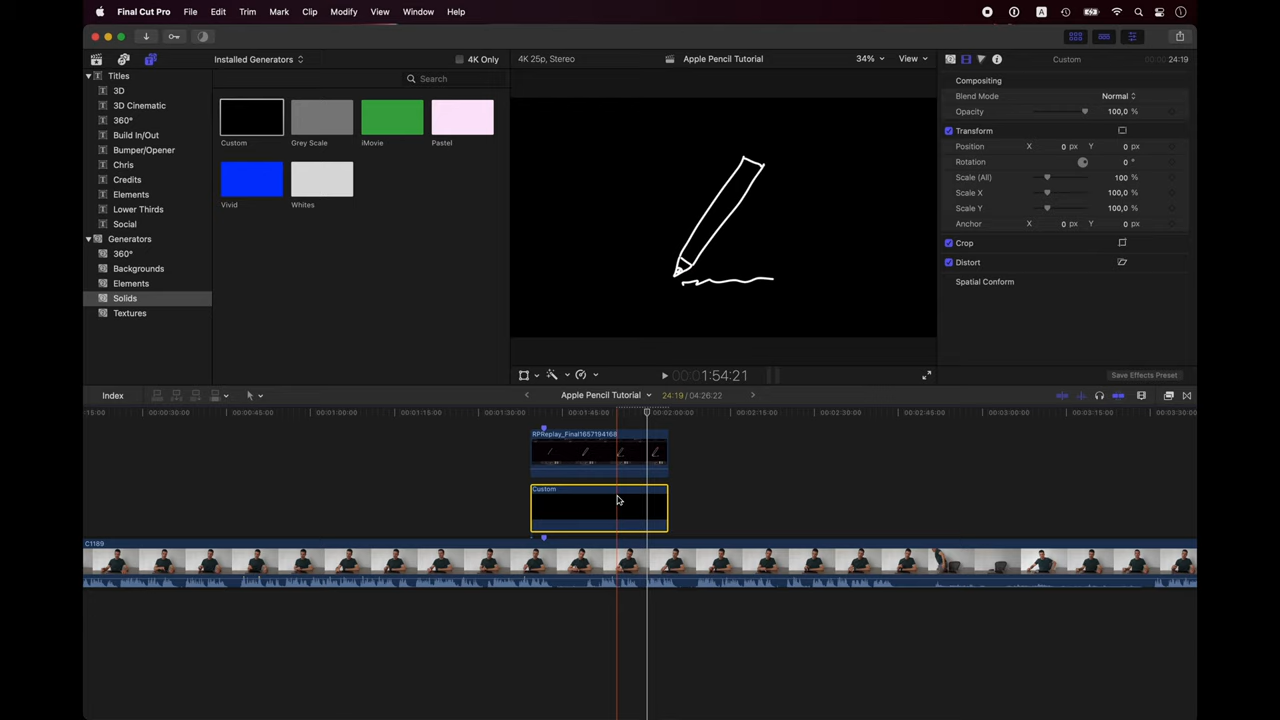 Final Cut Pro File Edit Trim Mark Clip Modify View Window Help A
Installed Generators 4K Only 4K 25p, Stereo Apple Pencil Tutorial 34% View Custom 24:19
Titles
3D
3D Cinematic
360°
Build In/Out
Bumper/Opener
Chris
Credits
Elements
Lower Thirds
Social
Generators
360°
Backgrounds
Elements
Solids
Textures
Search
Custom Grey Scale iMovie Pastel
Vivid Whites
Compositing
Blend Mode Normal
Opacity 100,0 %
Transform
Position X 0 px Y 0 px
Rotation 0 °
Scale (All) 100 %
Scale X 100,0 %
Scale Y 100,0 %
Anchor X 0 px Y 0 px
Crop
Distort
Spatial Conform
00:00:1:54:21 Save Effects Preset
Index Apple Pencil Tutorial 24:19 / 04:26:22
:15:00 00:00:30:00 00:00:45:00 00:01:00:00 00:01:15:00 00:01:30:00 00:01:45:00 00:02:00:00 00:02:15:00 00:02:30:00 00:02:45:00 00:03:00:00 00:03:15:00 00:03:30:00
RPReplay_Final1657194168
Custom
C1189